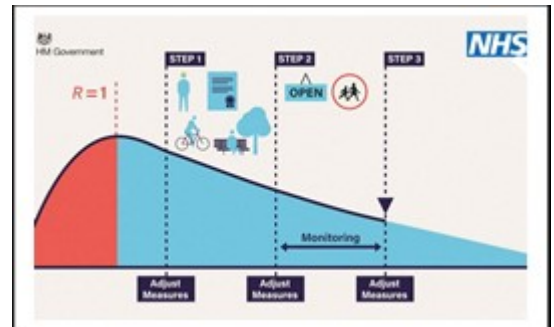 HM Government
NHS
STEP 1
STEP 2
STEP 3
R=1
OPEN
Monitoring
Adjust
Measures
Adjust
Measures
Adjust
Measures